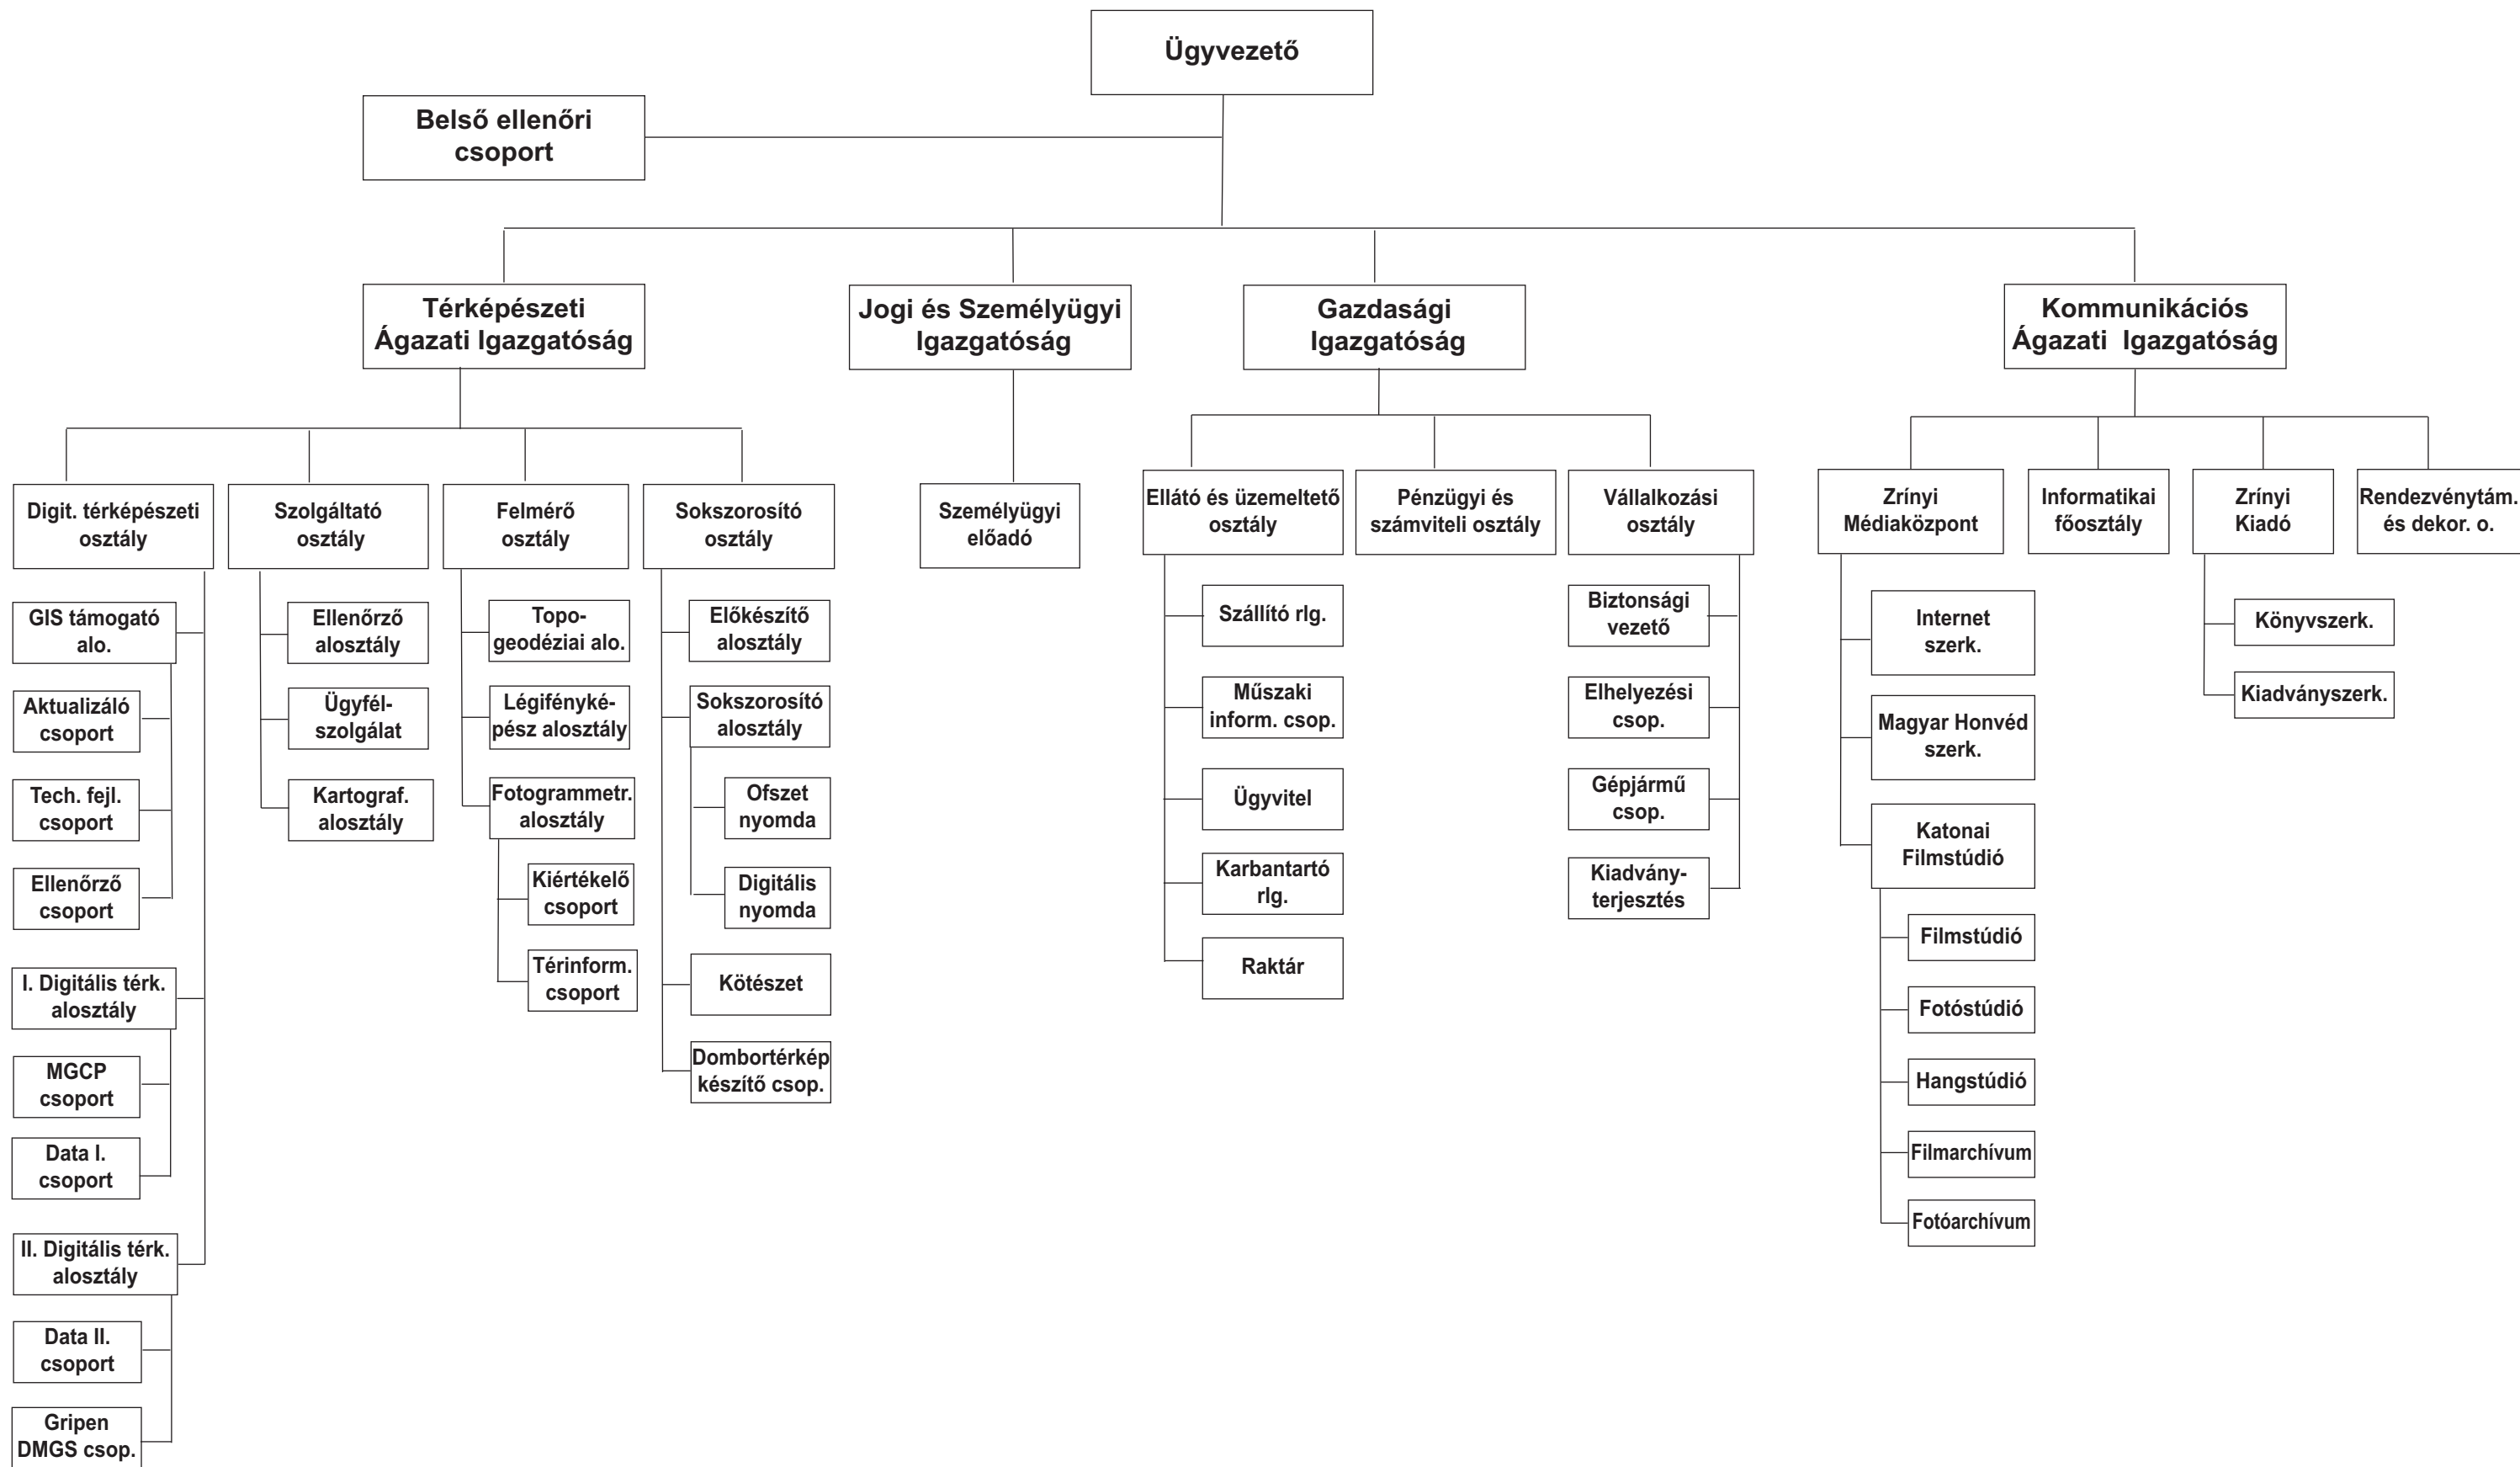 Ügyvezető
Belső ellenőri
csoport
Térképészeti
Ágazati Igazgatóság
Jogi és Személyügyi
Igazgatóság
Gazdasági
Igazgatóság
Kommunikációs
Ágazati Igazgatóság
Digit. térképészeti
osztály
Szolgáltató
osztály
Felmérő
osztály
Sokszorosító
osztály
Személyügyi
előadó
Ellátó és üzemeltető
osztály
Pénzügyi és
számviteli osztály
Vállalkozási
osztály
Zrínyi
Médiaközpont
Informatikai
főosztály
Zrínyi
Kiadó
Rendezvénytám.
és dekor. o.
GIS támogató
alo.
Aktualizáló
csoport
Tech. fejl.
csoport
Ellenőrző
csoport
I. Digitális térk.
alosztály
MGCP
csoport
Data I.
csoport
II. Digitális térk.
alosztály
Data II.
csoport
Gripen
DMGS csop.
Ellenőrző
alosztály
Ügyfél-
szolgálat
Kartograf.
alosztály
Topo-
geodéziai alo.
Légifényké-
pész alosztály
Fotogrammetr.
alosztály
Kiértékelő
csoport
Térinform.
csoport
Előkészítő
alosztály
Sokszorosító
alosztály
Ofszet
nyomda
Digitális
nyomda
Kötészet
Dombortérkép
készítő csop.
Szállító rlg.
Műszaki
inform. csop.
Ügyvitel
Karbantartó
rlg.
Raktár
Biztonsági
vezető
Elhelyezési
csop.
Gépjármű
csop.
Kiadvány-
terjesztés
Internet
szerk.
Magyar Honvéd
szerk.
Katonai
Filmstúdió
Filmstúdió
Fotóstúdió
Hangstúdió
Filmarchívum
Fotóarchívum
Könyvszerk.
Kiadványszerk.